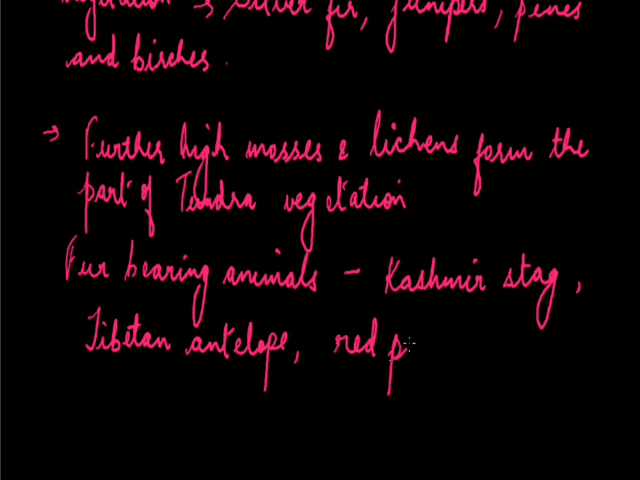 vegetation → silver fir, junipers, pines
and birches.
→ Further high mosses & lichens form the
part of Tundra vegetation
Fur bearing animals - Kashmir stag,
Tibetan antelope, red p